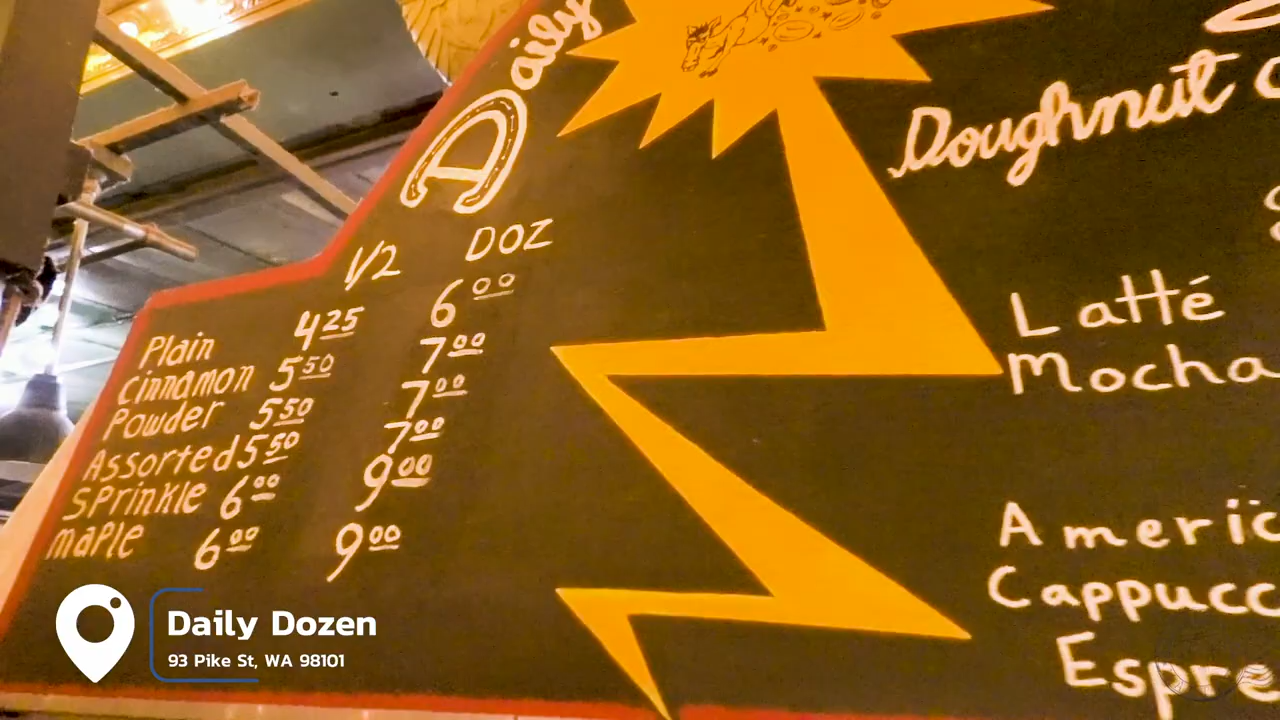 Daily
D
Doughnut
1/2 DOZ
Plain 4 25 6 00
cinnamon 5 50 7 00
Powder 5 50 7 00
Assorted 5 50 7 00
SPrinkle 6 00 9 00
maple 6 00 9 00
Latté
Mocha
Americ
Cappucc
Espre
Daily Dozen
93 Pike St, WA 98101